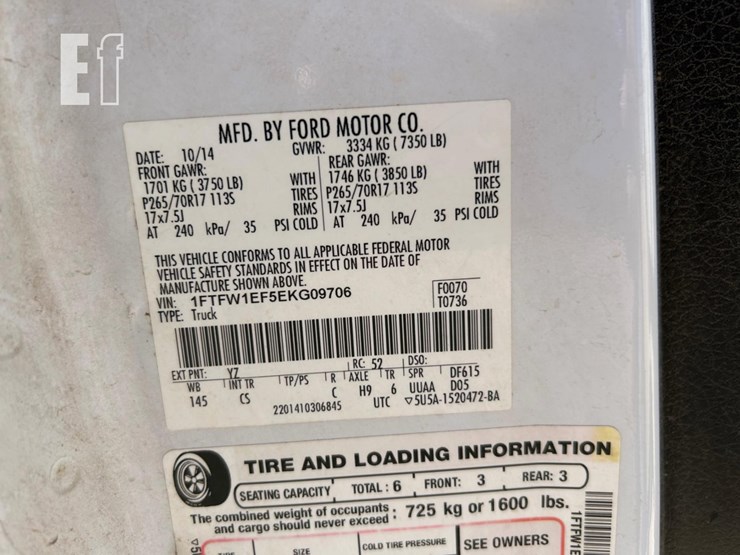 Ef
MFD. BY FORD MOTOR CO.
DATE: 10/14 GVWR: 3334 KG ( 7350 LB)
FRONT GAWR: REAR GAWR:
1701 KG ( 3750 LB) WITH 1746 KG ( 3850 LB) WITH
P265/70R17 113S TIRES P265/70R17 113S TIRES
17x7.5J RIMS 17x7.5J RIMS
AT 240 kPa/ 35 PSI COLD AT 240 kPa/ 35 PSI COLD
THIS VEHICLE CONFORMS TO ALL APPLICABLE FEDERAL MOTOR
VEHICLE SAFETY STANDARDS IN EFFECT ON THE DATE OF
MANUFACTURE SHOWN ABOVE.
VIN: 1FTFW1EF5EKG09706 F0070
TYPE: Truck T0736
EXT PNT: YZ RC: 52 DSO:
WB INT TR TP/PS R AXLE TR SPR DF615
145 CS C H9 6 UUAA D05
2201410306845 UTC ▽5U5A-1520472-BA
TIRE AND LOADING INFORMATION
SEATING CAPACITY TOTAL : 6 FRONT: 3 REAR: 3
The combined weight of occupants and cargo should never exceed : 725 kg or 1600 lbs.
SIZE COLD TIRE PRESSURE SEE OWNERS
1FTFW1E